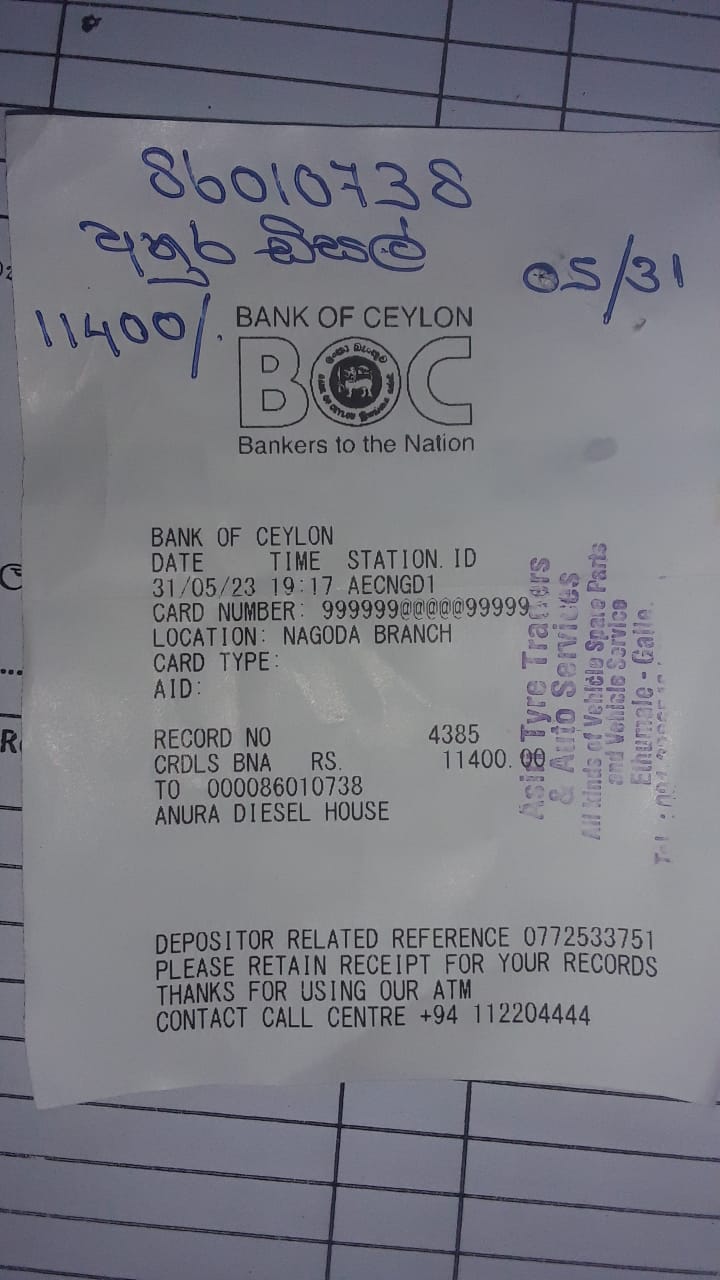 86010738
අනුර ඩීසල්
05/31
11400/.
BANK OF CEYLON
BOC
Bankers to the Nation
BANK OF CEYLON
DATE TIME STATION.ID
31/05/23 19:17 AECNGD1
CARD NUMBER: 999999@@@@@99999
LOCATION: NAGODA BRANCH
CARD TYPE:
AID:
RECORD NO 4385
CRDLS BNA RS. 11400.00
TO 000086010738
ANURA DIESEL HOUSE
DEPOSITOR RELATED REFERENCE 0772533751
PLEASE RETAIN RECEIPT FOR YOUR RECORDS
THANKS FOR USING OUR ATM
CONTACT CALL CENTRE +94 112204444
Asia Tyre Traders
& Auto Services
All Kinds of Vehicle Spare Parts
and Vehicle Service
Ethumale - Galle.
Tel :